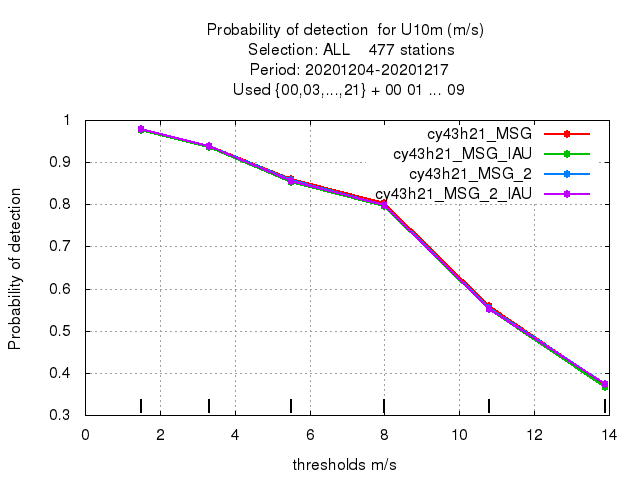 Probability of detection  for U10m (m/s)
Selection: ALL    477 stations
Period: 20201204-20201217
Used {00,03,...,21} + 00 01 ... 09
cy43h21_MSG
cy43h21_MSG_IAU
cy43h21_MSG_2
cy43h21_MSG_2_IAU
Probability of detection
1
0.9
0.8
0.7
0.6
0.5
0.4
0.3
0 2 4 6 8 10 12 14
thresholds m/s